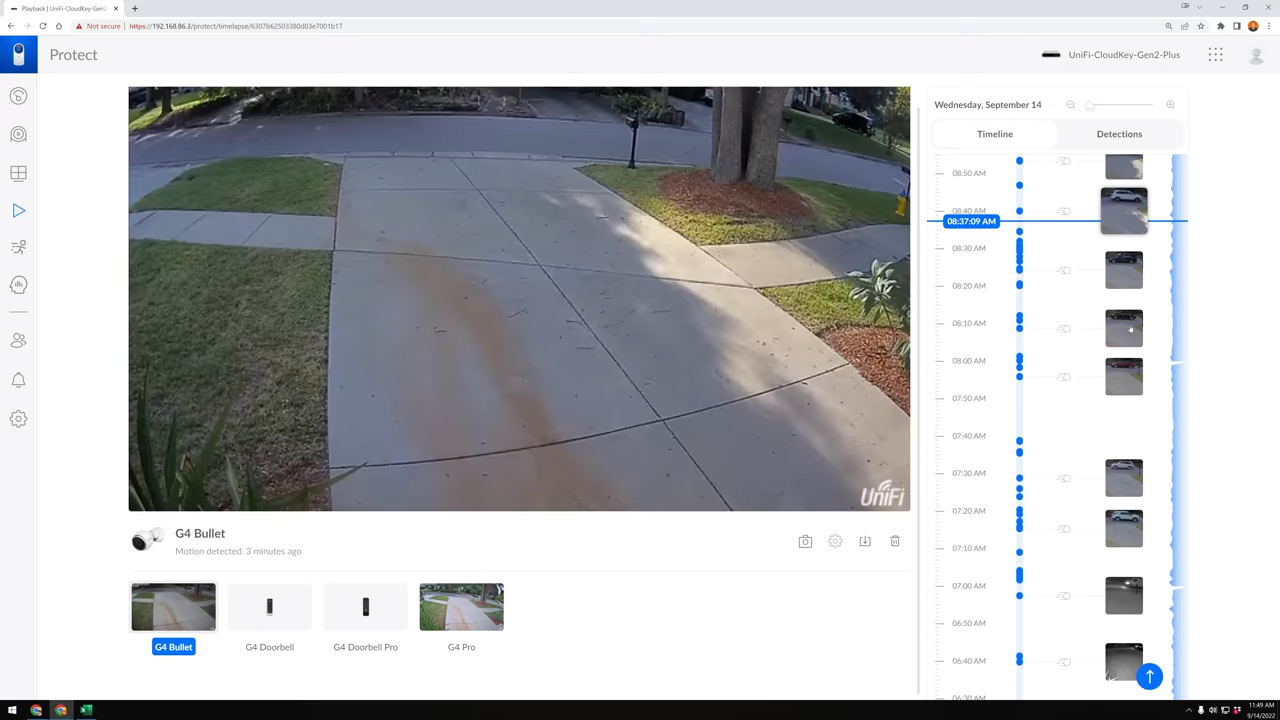 Playback | UniFi-CloudKey-Gen2
Not secure | https://192.168.86.3/protect/timelapse/6307b62503380d03e7001b17
Protect
UniFi-CloudKey-Gen2-Plus
Wednesday, September 14
Timeline
Detections
08:50 AM
08:40 AM
08:37:09 AM
08:30 AM
08:20 AM
08:10 AM
08:00 AM
07:50 AM
07:40 AM
07:30 AM
07:20 AM
07:10 AM
07:00 AM
06:50 AM
06:40 AM
06:30 AM
UniFi
G4 Bullet
Motion detected: 3 minutes ago
G4 Bullet
G4 Doorbell
G4 Doorbell Pro
G4 Pro
11:49 AM
9/14/2022